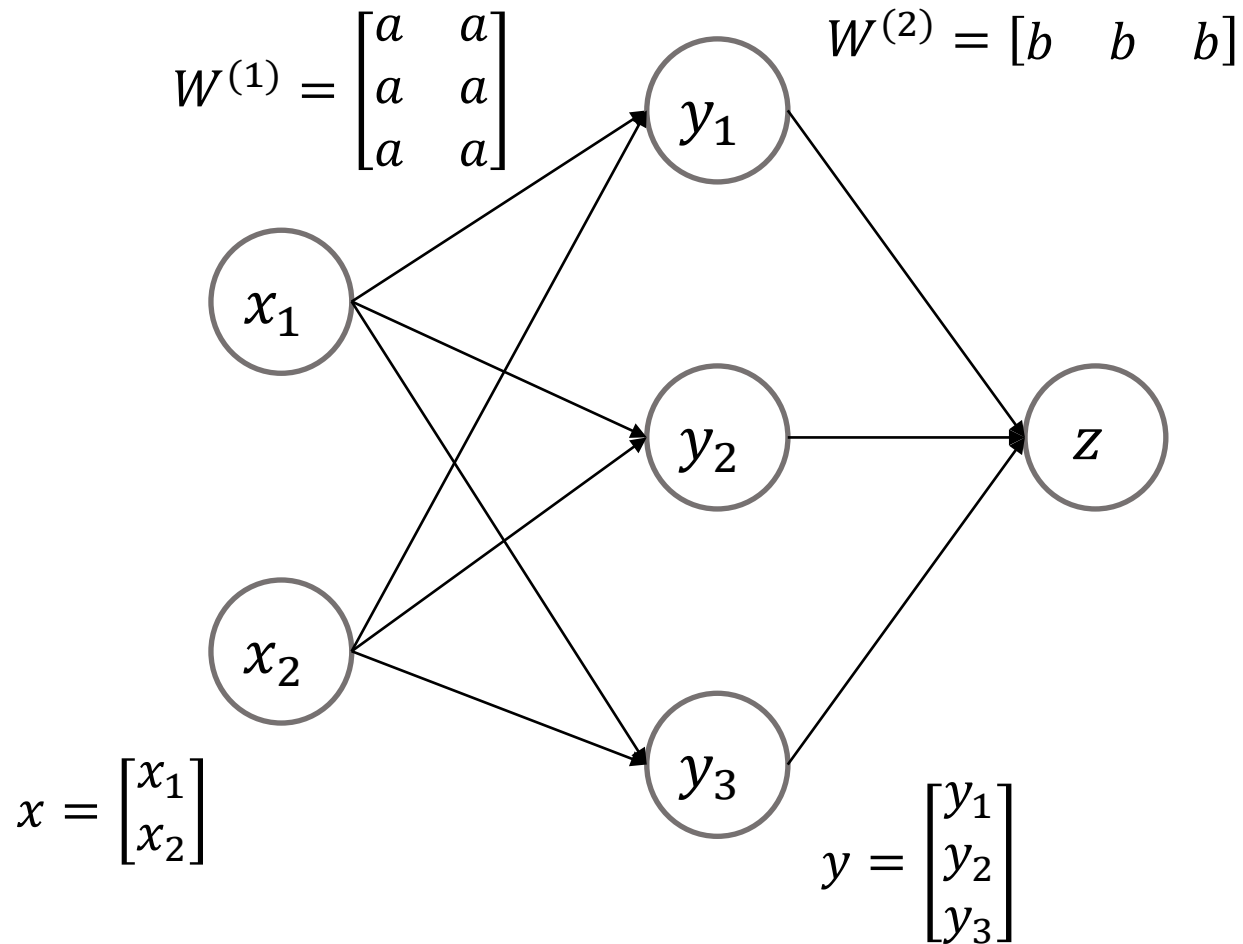 W^(1) = [a a
a a
a a]
W^(2) = [b b b]
y_1
x_1
y_2
z
x_2
y_3
x = [x_1
x_2]
y = [y_1
y_2
y_3]